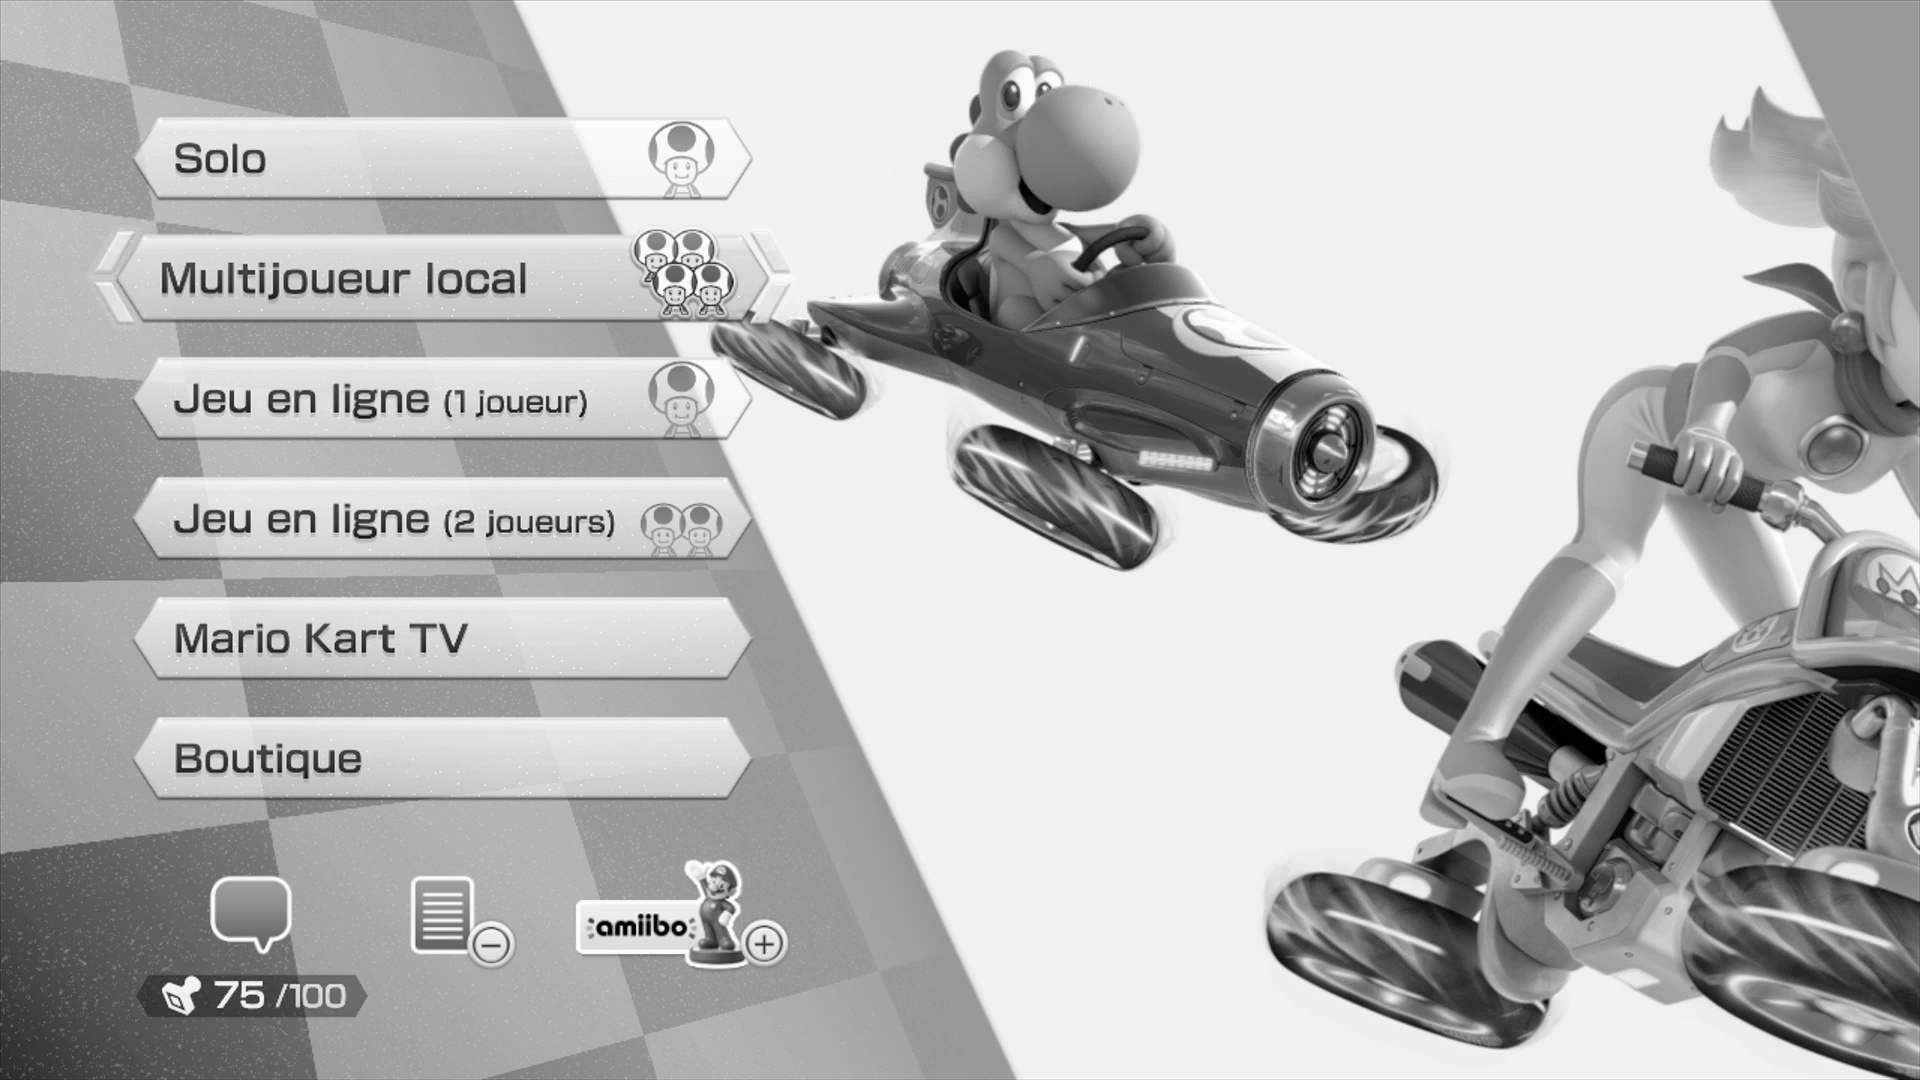 Solo
Multijoueur local
Jeu en ligne (1 joueur)
Jeu en ligne (2 joueurs)
Mario Kart TV
Boutique
amiibo
75 /100